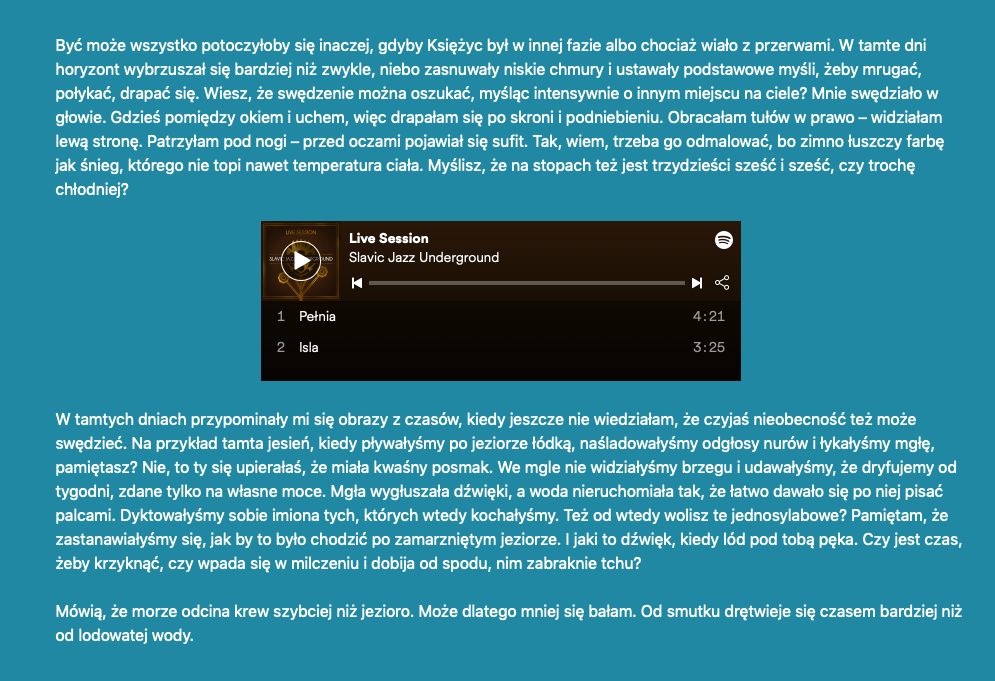 Być może wszystko potoczyłoby się inaczej, gdyby Księżyc był w innej fazie albo chociaż wiało z przerwami. W tamte dni
horyzont wybrzuszał się bardziej niż zwykle, niebo zasnuwały niskie chmury i ustawały podstawowe myśli, żeby mrugać,
połykać, drapać się. Wiesz, że swędzenie można oszukać, myśląc intensywnie o innym miejscu na ciele? Mnie swędziało w
głowie. Gdzieś pomiędzy okiem i uchem, więc drapałam się po skroni i podniebieniu. Obracałam tułów w prawo – widziałam
lewą stronę. Patrzyłam pod nogi – przed oczami pojawiał się sufit. Tak, wiem, trzeba go odmalować, bo zimno łuszczy farbę
jak śnieg, którego nie topi nawet temperatura ciała. Myślisz, że na stopach też jest trzydzieści sześć i sześć, czy trochę
chłodniej?
LIVE SESSION
SLAVIC JAZZ UNDERGROUND
Live Session
Slavic Jazz Underground
1 Pełnia 4:21
2 Isla 3:25
W tamtych dniach przypominały mi się obrazy z czasów, kiedy jeszcze nie wiedziałam, że czyjaś nieobecność też może
swędzieć. Na przykład tamta jesień, kiedy pływałyśmy po jeziorze łódką, naśladowałyśmy odgłosy nurów i łykałyśmy mgłę,
pamiętasz? Nie, to ty się upierałaś, że miała kwaśny posmak. We mgle nie widziałyśmy brzegu i udawałyśmy, że dryfujemy od
tygodni, zdane tylko na własne moce. Mgła wygłuszała dźwięki, a woda nieruchomiała tak, że łatwo dawało się po niej pisać
palcami. Dyktowałyśmy sobie imiona tych, których wtedy kochałyśmy. Też od wtedy wolisz te jednosylabowe? Pamiętam, że
zastanawiałyśmy się, jak by to było chodzić po zamarzniętym jeziorze. I jaki to dźwięk, kiedy lód pod tobą pęka. Czy jest czas,
żeby krzyknąć, czy wpada się w milczeniu i dobija od spodu, nim zabraknie tchu?
Mówią, że morze odcina krew szybciej niż jezioro. Może dlatego mniej się bałam. Od smutku drętwieje się czasem bardziej niż
od lodowatej wody.